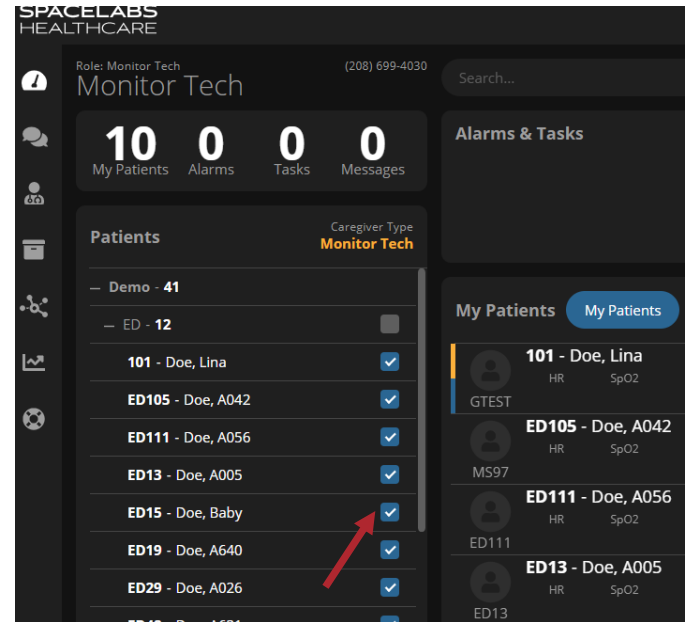 SPACELABS
HEALTHCARE
Role: Monitor Tech
(208) 699-4030
Monitor Tech
Search...
10 0 0 0
My Patients Alarms Tasks Messages
Alarms & Tasks
Patients
Caregiver Type
Monitor Tech
– Demo - 41
– ED - 12
101 - Doe, Lina
ED105 - Doe, A042
ED111 - Doe, A056
ED13 - Doe, A005
ED15 - Doe, Baby
ED19 - Doe, A640
ED29 - Doe, A026
My Patients
My Patients
101 - Doe, Lina
HR SpO2
GTEST
ED105 - Doe, A042
HR SpO2
MS97
ED111 - Doe, A056
HR SpO2
ED111
ED13 - Doe, A005
HR SpO2
ED13